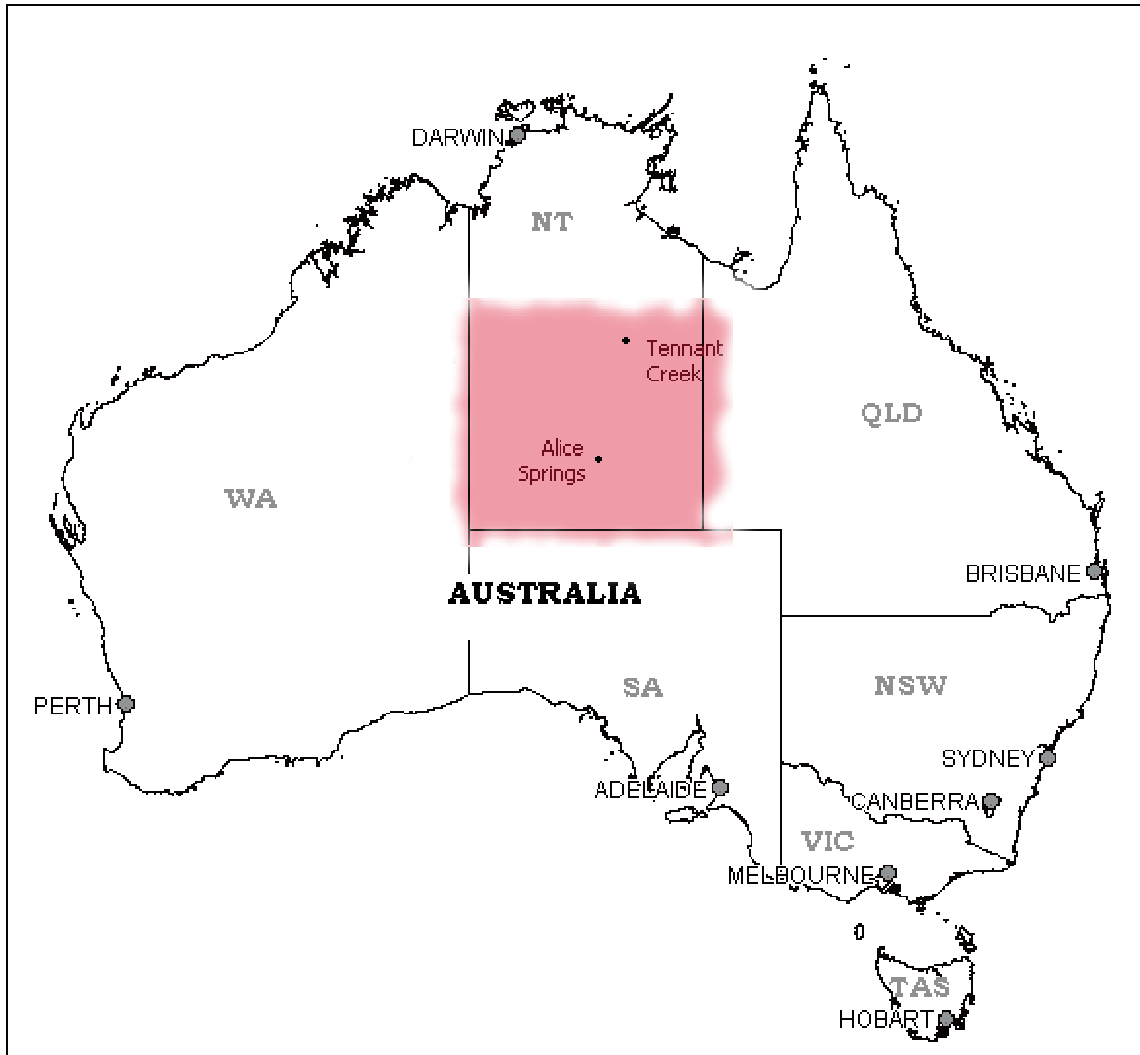 DARWIN
NT
Tennant
Creek
QLD
Alice
Springs
WA
BRISBANE
AUSTRALIA
SA
NSW
PERTH
SYDNEY
ADELAIDE
CANBERRA
VIC
MELBOURNE
TAS
HOBART